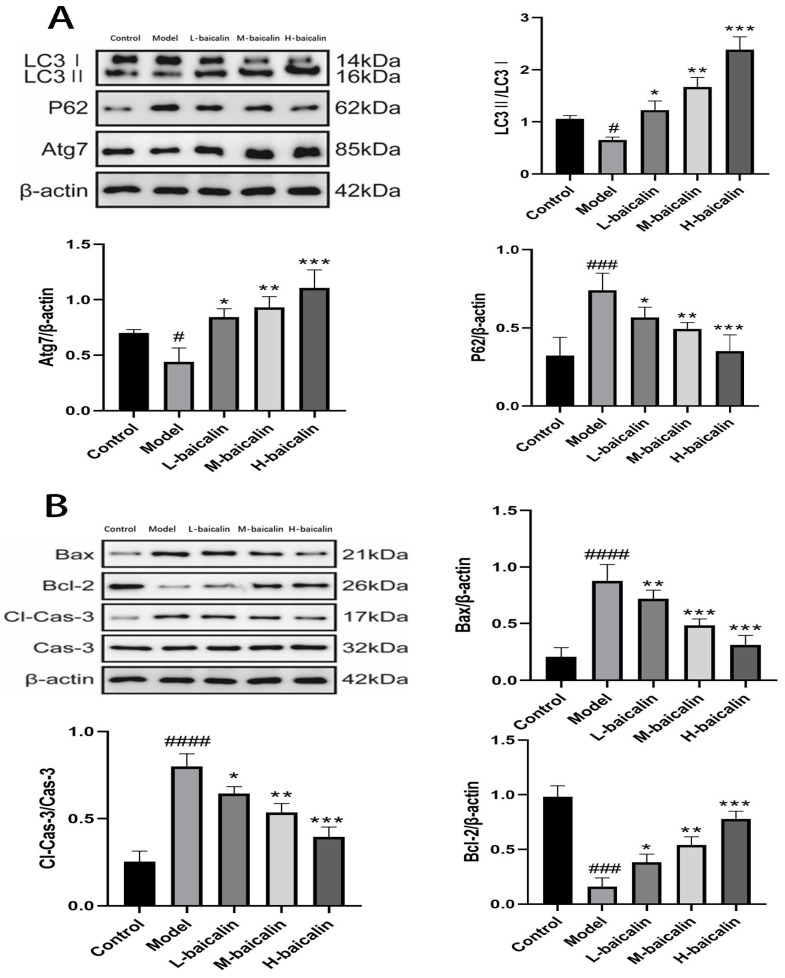 A
Control Model L-baicalin M-baicalin H-baicalin
LC3 Ⅰ 14kDa
LC3 Ⅱ 16kDa
P62 62kDa
Atg7 85kDa
β-actin 42kDa
LC3Ⅱ/LC3Ⅰ
3
2
1
0
# * ** ***
Control Model L-baicalin M-baicalin H-baicalin
Atg7/β-actin
1.5
1.0
0.5
0.0
# * ** ***
Control Model L-baicalin M-baicalin H-baicalin
P62/β-actin
1.0
0.5
0.0
### * ** ***
Control Model L-baicalin M-baicalin H-baicalin
B
Control Model L-baicalin M-baicalin H-baicalin
Bax 21kDa
Bcl-2 26kDa
Cl-Cas-3 17kDa
Cas-3 32kDa
β-actin 42kDa
Bax/β-actin
1.5
1.0
0.5
0.0
#### ** *** ***
Control Model L-baicalin M-baicalin H-baicalin
Cl-Cas-3/Cas-3
1.0
0.5
0.0
#### * ** ***
Control Model L-baicalin M-baicalin H-baicalin
Bcl-2/β-actin
1.5
1.0
0.5
0.0
### * ** ***
Control Model L-baicalin M-baicalin H-baicalin